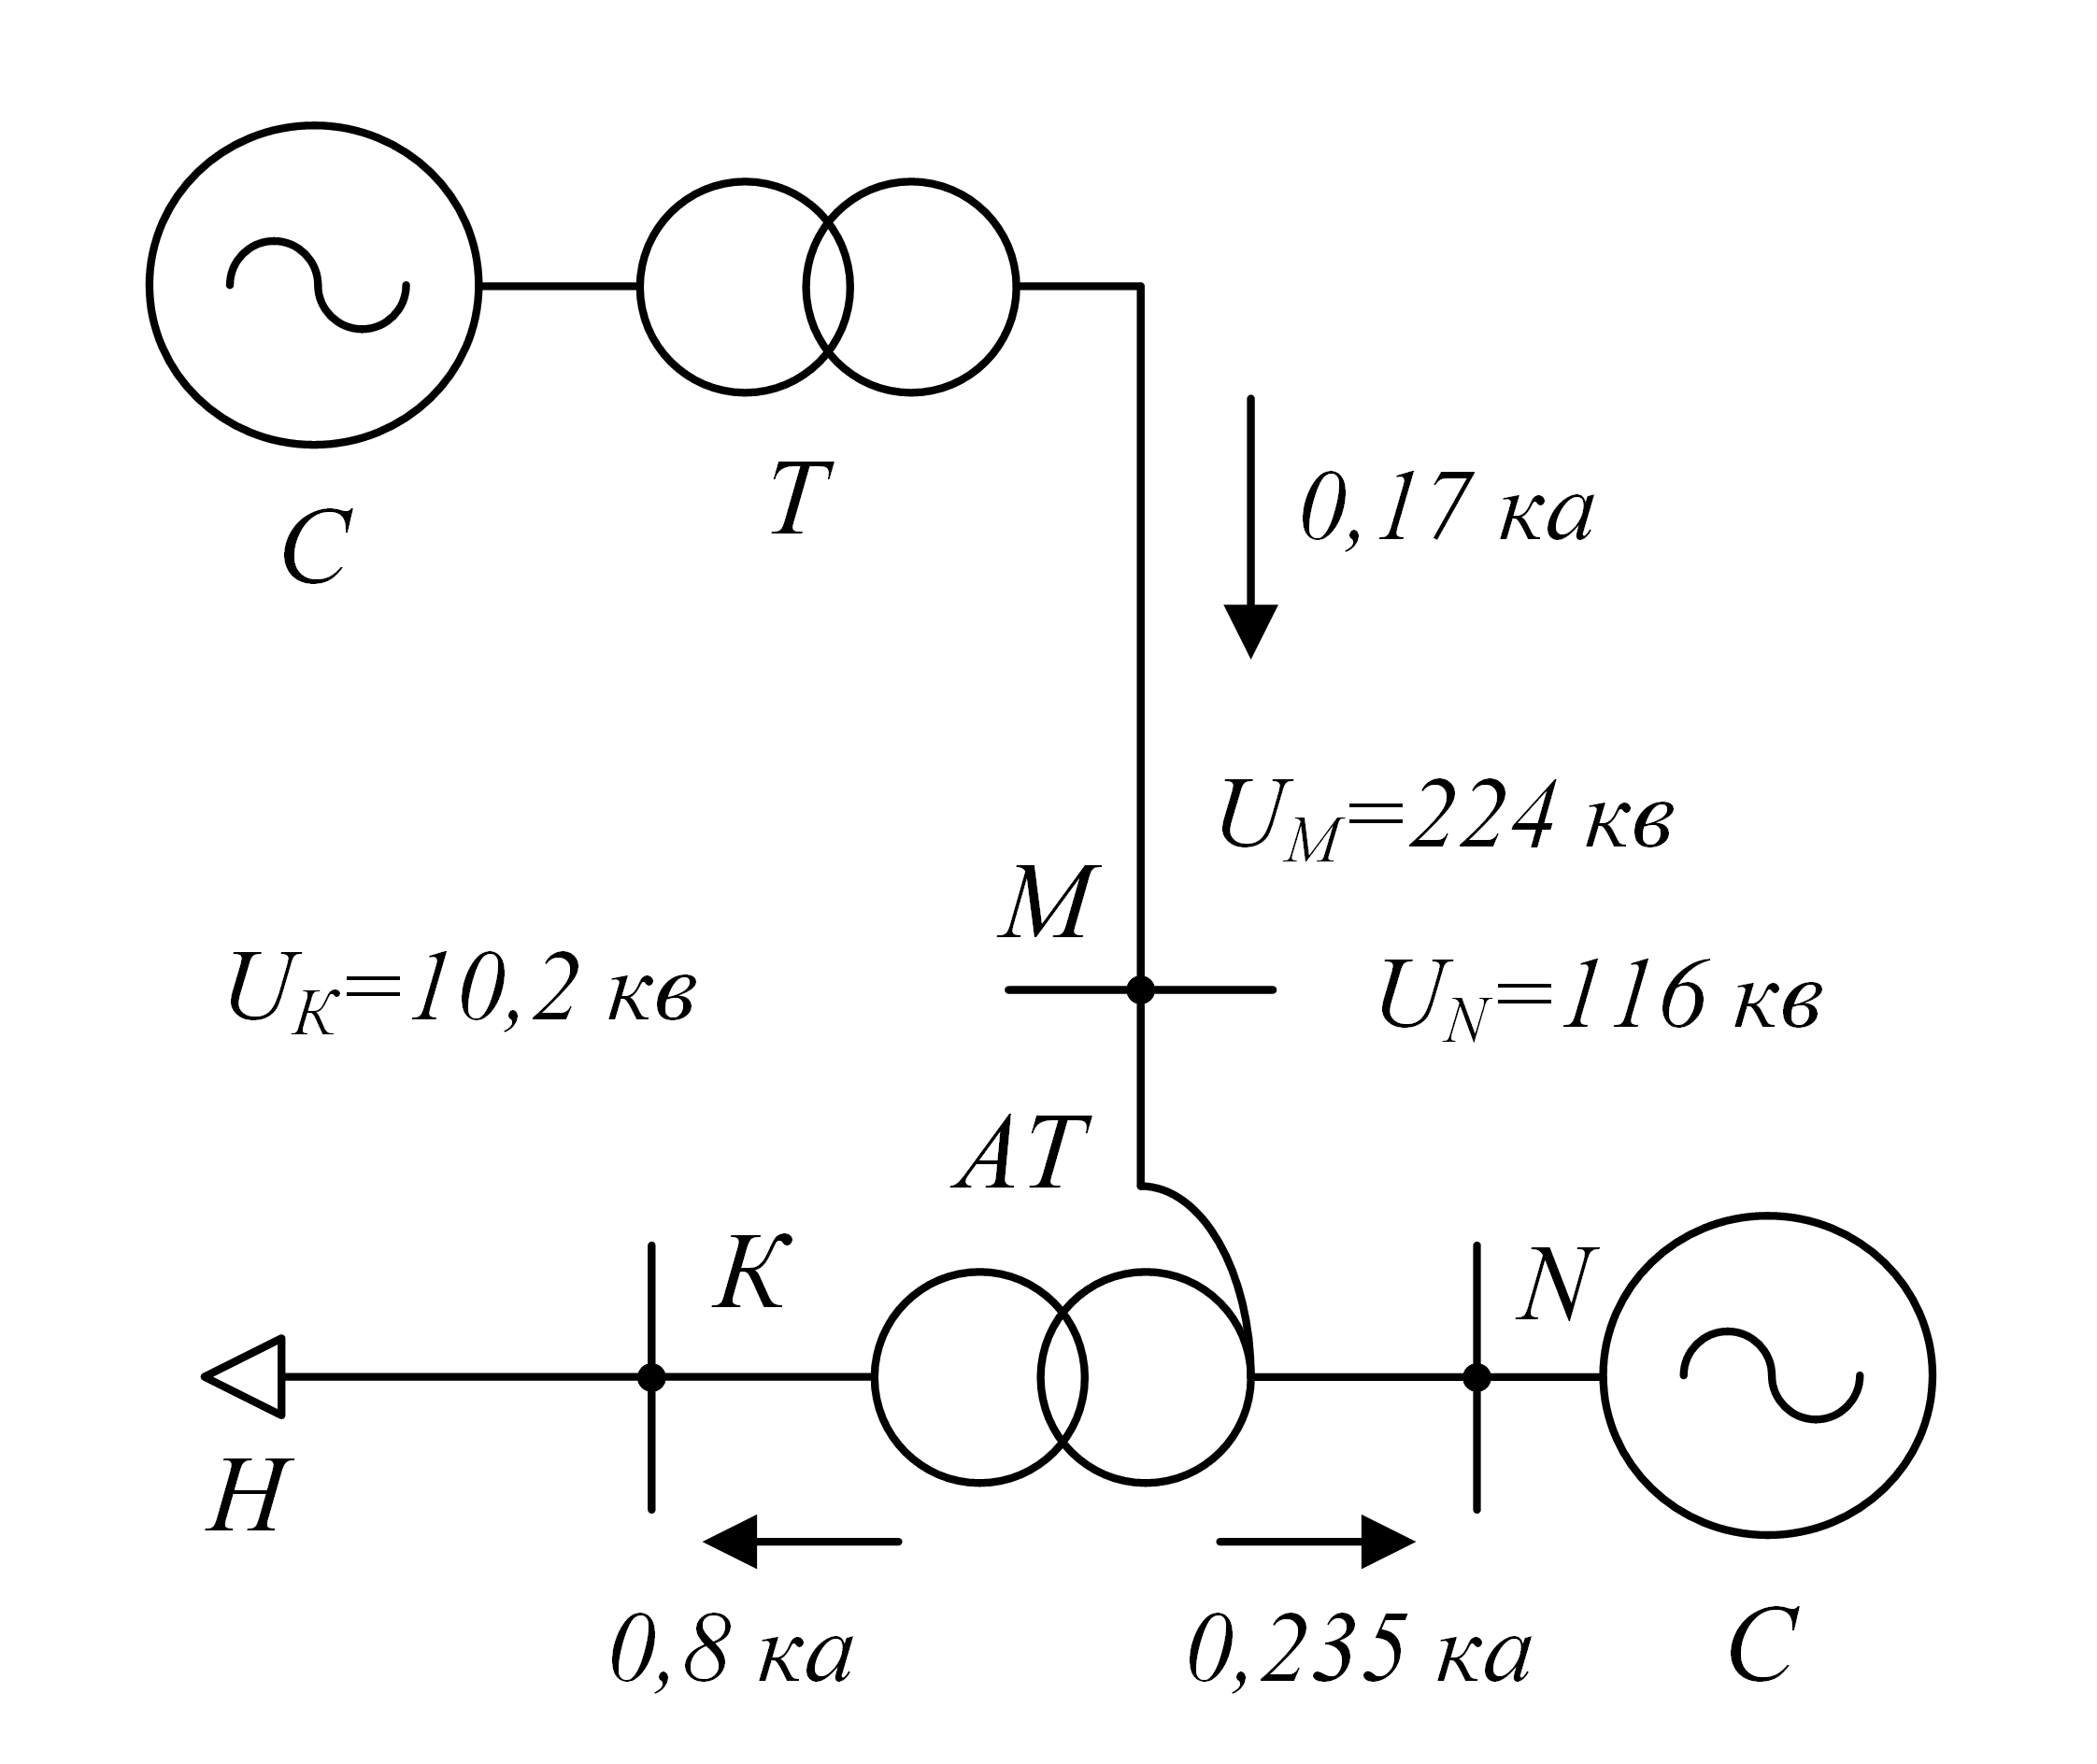 C
T
0,17 ка
U_M=224 кв
M
U_K=10,2 кв
U_N=116 кв
AT
K
N
H
0,8 ка
0,235 ка
C